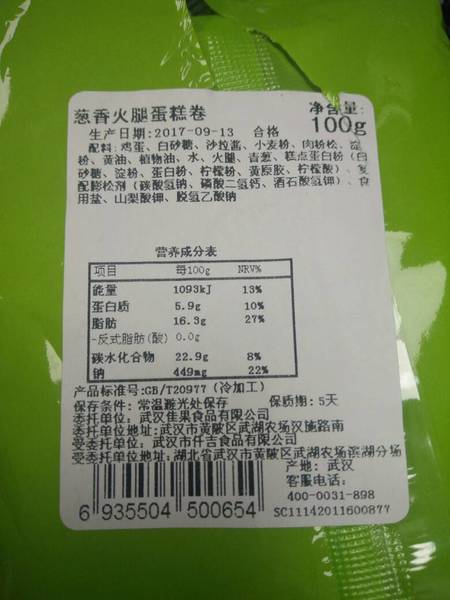 葱香火腿蛋糕卷
净含量:
100g
生产日期:2017-09-13 合格
配料:鸡蛋、白砂糖、沙拉酱、小麦粉、肉粉松、淀
粉、黄油、植物油、水、火腿、青葱、糕点蛋白粉（白
砂糖、淀粉、蛋白粉、柠檬粉、黄原胶、柠檬酸）、复
配膨松剂（碳酸氢钠、磷酸二氢钙、酒石酸氢钾）、食
用盐、山梨酸钾、脱氢乙酸钠
营养成分表
项目 每100g NRV%
能量 1093kJ 13%
蛋白质 5.9g 10%
脂肪 16.3g 27%
-反式脂肪(酸) 0.0g
碳水化合物 22.9g 8%
钠 449mg 22%
产品标准号:GB/T20977（冷加工）
保存条件: 常温避光处保存 保质期: 5天
委托单位: 武汉隹果食品有限公司
委托单位地址:武汉市黄陂区武湖农场汉施路南
受委托单位: 武汉市仟吉食品有限公司
受委托单位地址:湖北省武汉市黄陂区武湖农场滨湖分场
产地: 武汉
客服电话:
400-0031-898
SC11142011600877
6 935504 500654